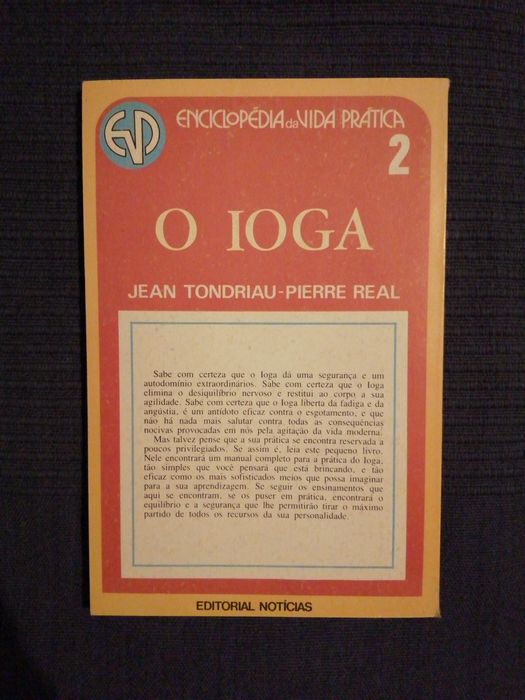 EVP
ENCICLOPÉDIA da VIDA PRÁTICA
2
O IOGA
JEAN TONDRIAU-PIERRE REAL
Sabe com certeza que o Ioga dá uma segurança e um
autodomínio extraordinários. Sabe com certeza que o Ioga
elimina o desiquilíbrio nervoso e restitui ao corpo a sua
agilidade. Sabe com certeza que o Ioga liberta da fadiga e da
angústia, é um antídoto eficaz contra o esgotamento, e que
não há nada mais salutar contra todas as consequências
nocivas provocadas em nós pela agitação da vida moderna.
Mas talvez pense que a sua prática se encontra reservada a
poucos privilegiados. Se assim é, leia este pequeno livro.
Nele encontrará um manual completo para a prática do Ioga,
tão simples que você pensará que está brincando, e tão
eficaz como os mais sofisticados meios que possa imaginar
para a sua aprendizagem. Se seguir os ensinamentos que
aqui se encontram, se os puser em prática, encontrará o
equilíbrio e a segurança que lhe permitirão tirar o máximo
partido de todos os recursos da sua personalidade.
EDITORIAL NOTÍCIAS